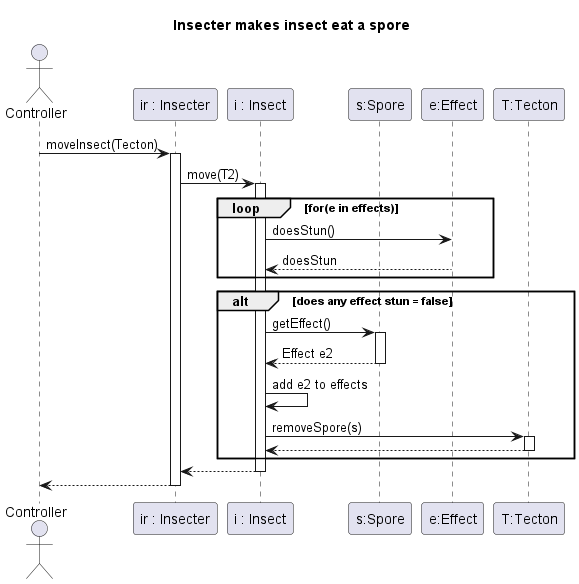 Insecter makes insect eat a spore
Controller
ir : Insecter
i : Insect
s:Spore
e:Effect
T:Tecton
moveInsect(Tecton)
move(T2)
loop
[for(e in effects)]
doesStun()
doesStun
alt
[does any effect stun = false]
getEffect()
Effect e2
add e2 to effects
removeSpore(s)
Controller
ir : Insecter
i : Insect
s:Spore
e:Effect
T:Tecton